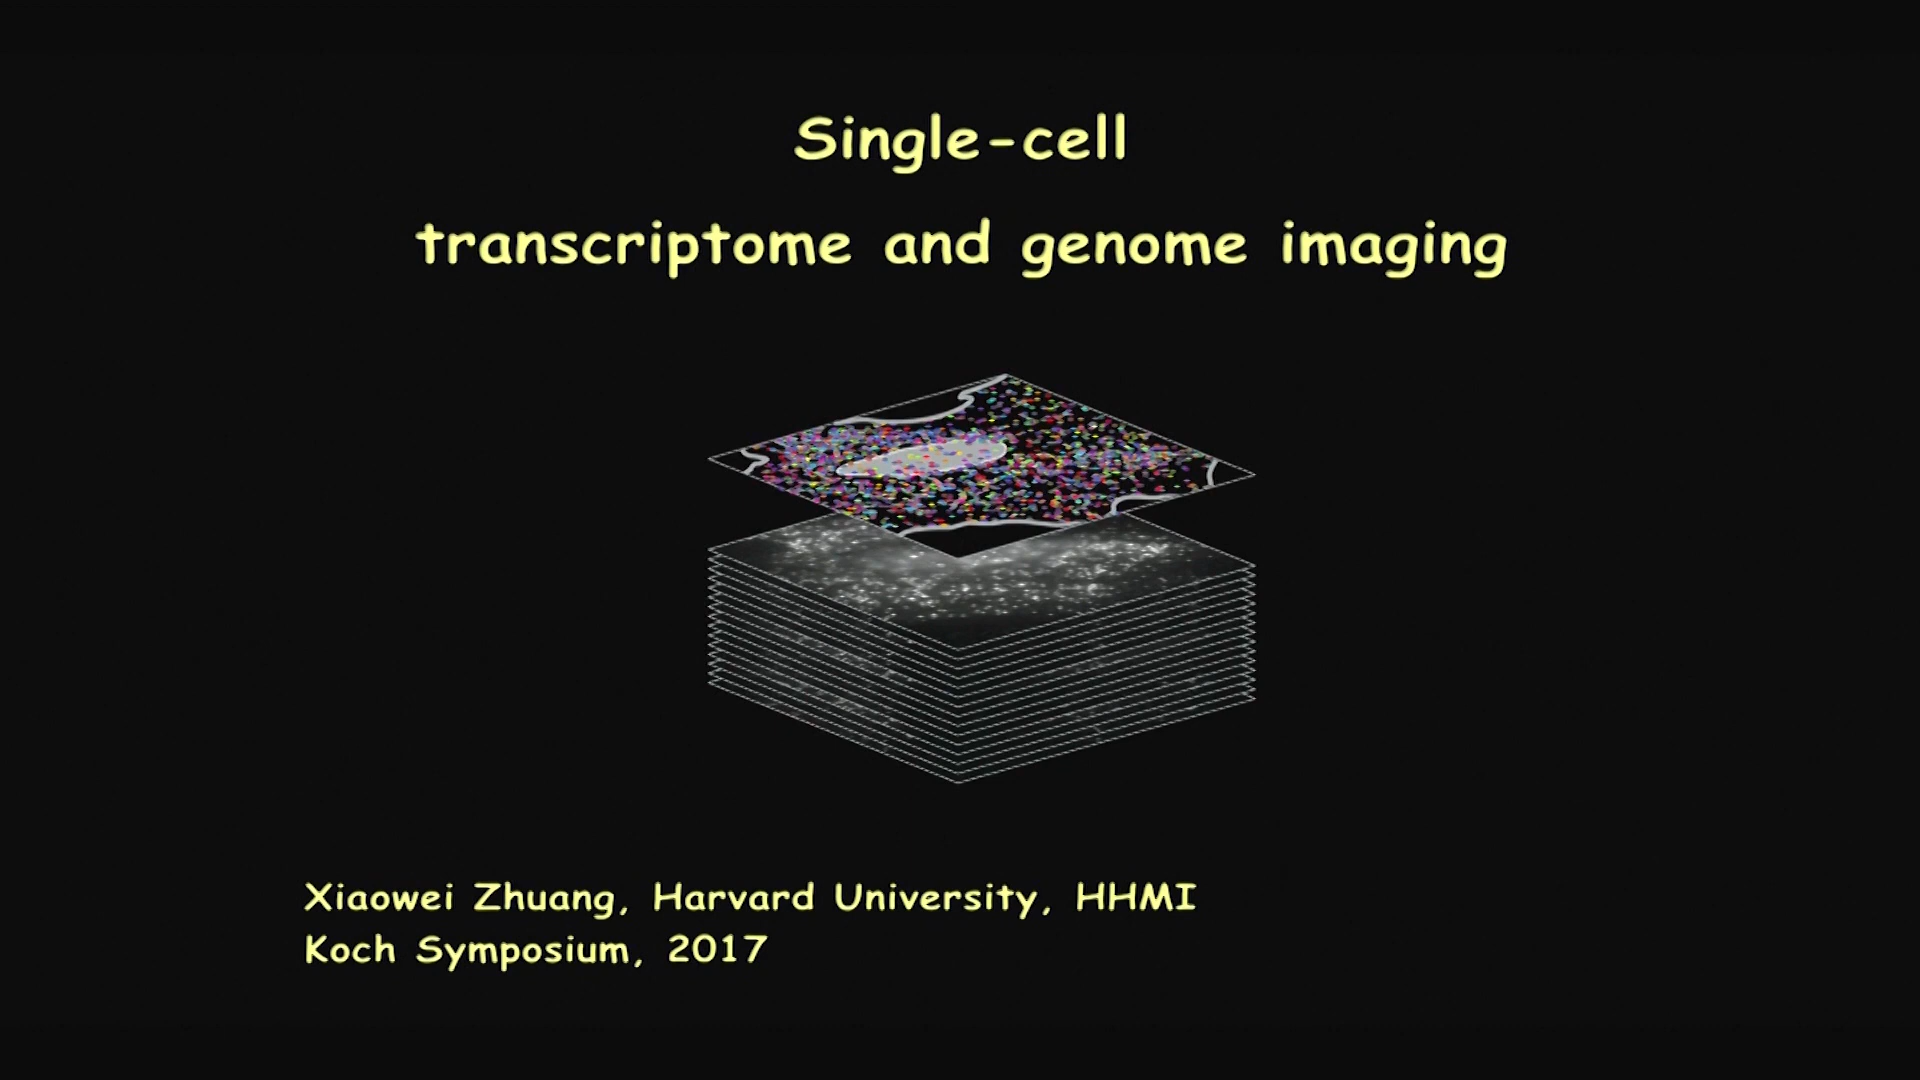 Single-cell
transcriptome and genome imaging
Xiaowei Zhuang, Harvard University, HHMI
Koch Symposium, 2017